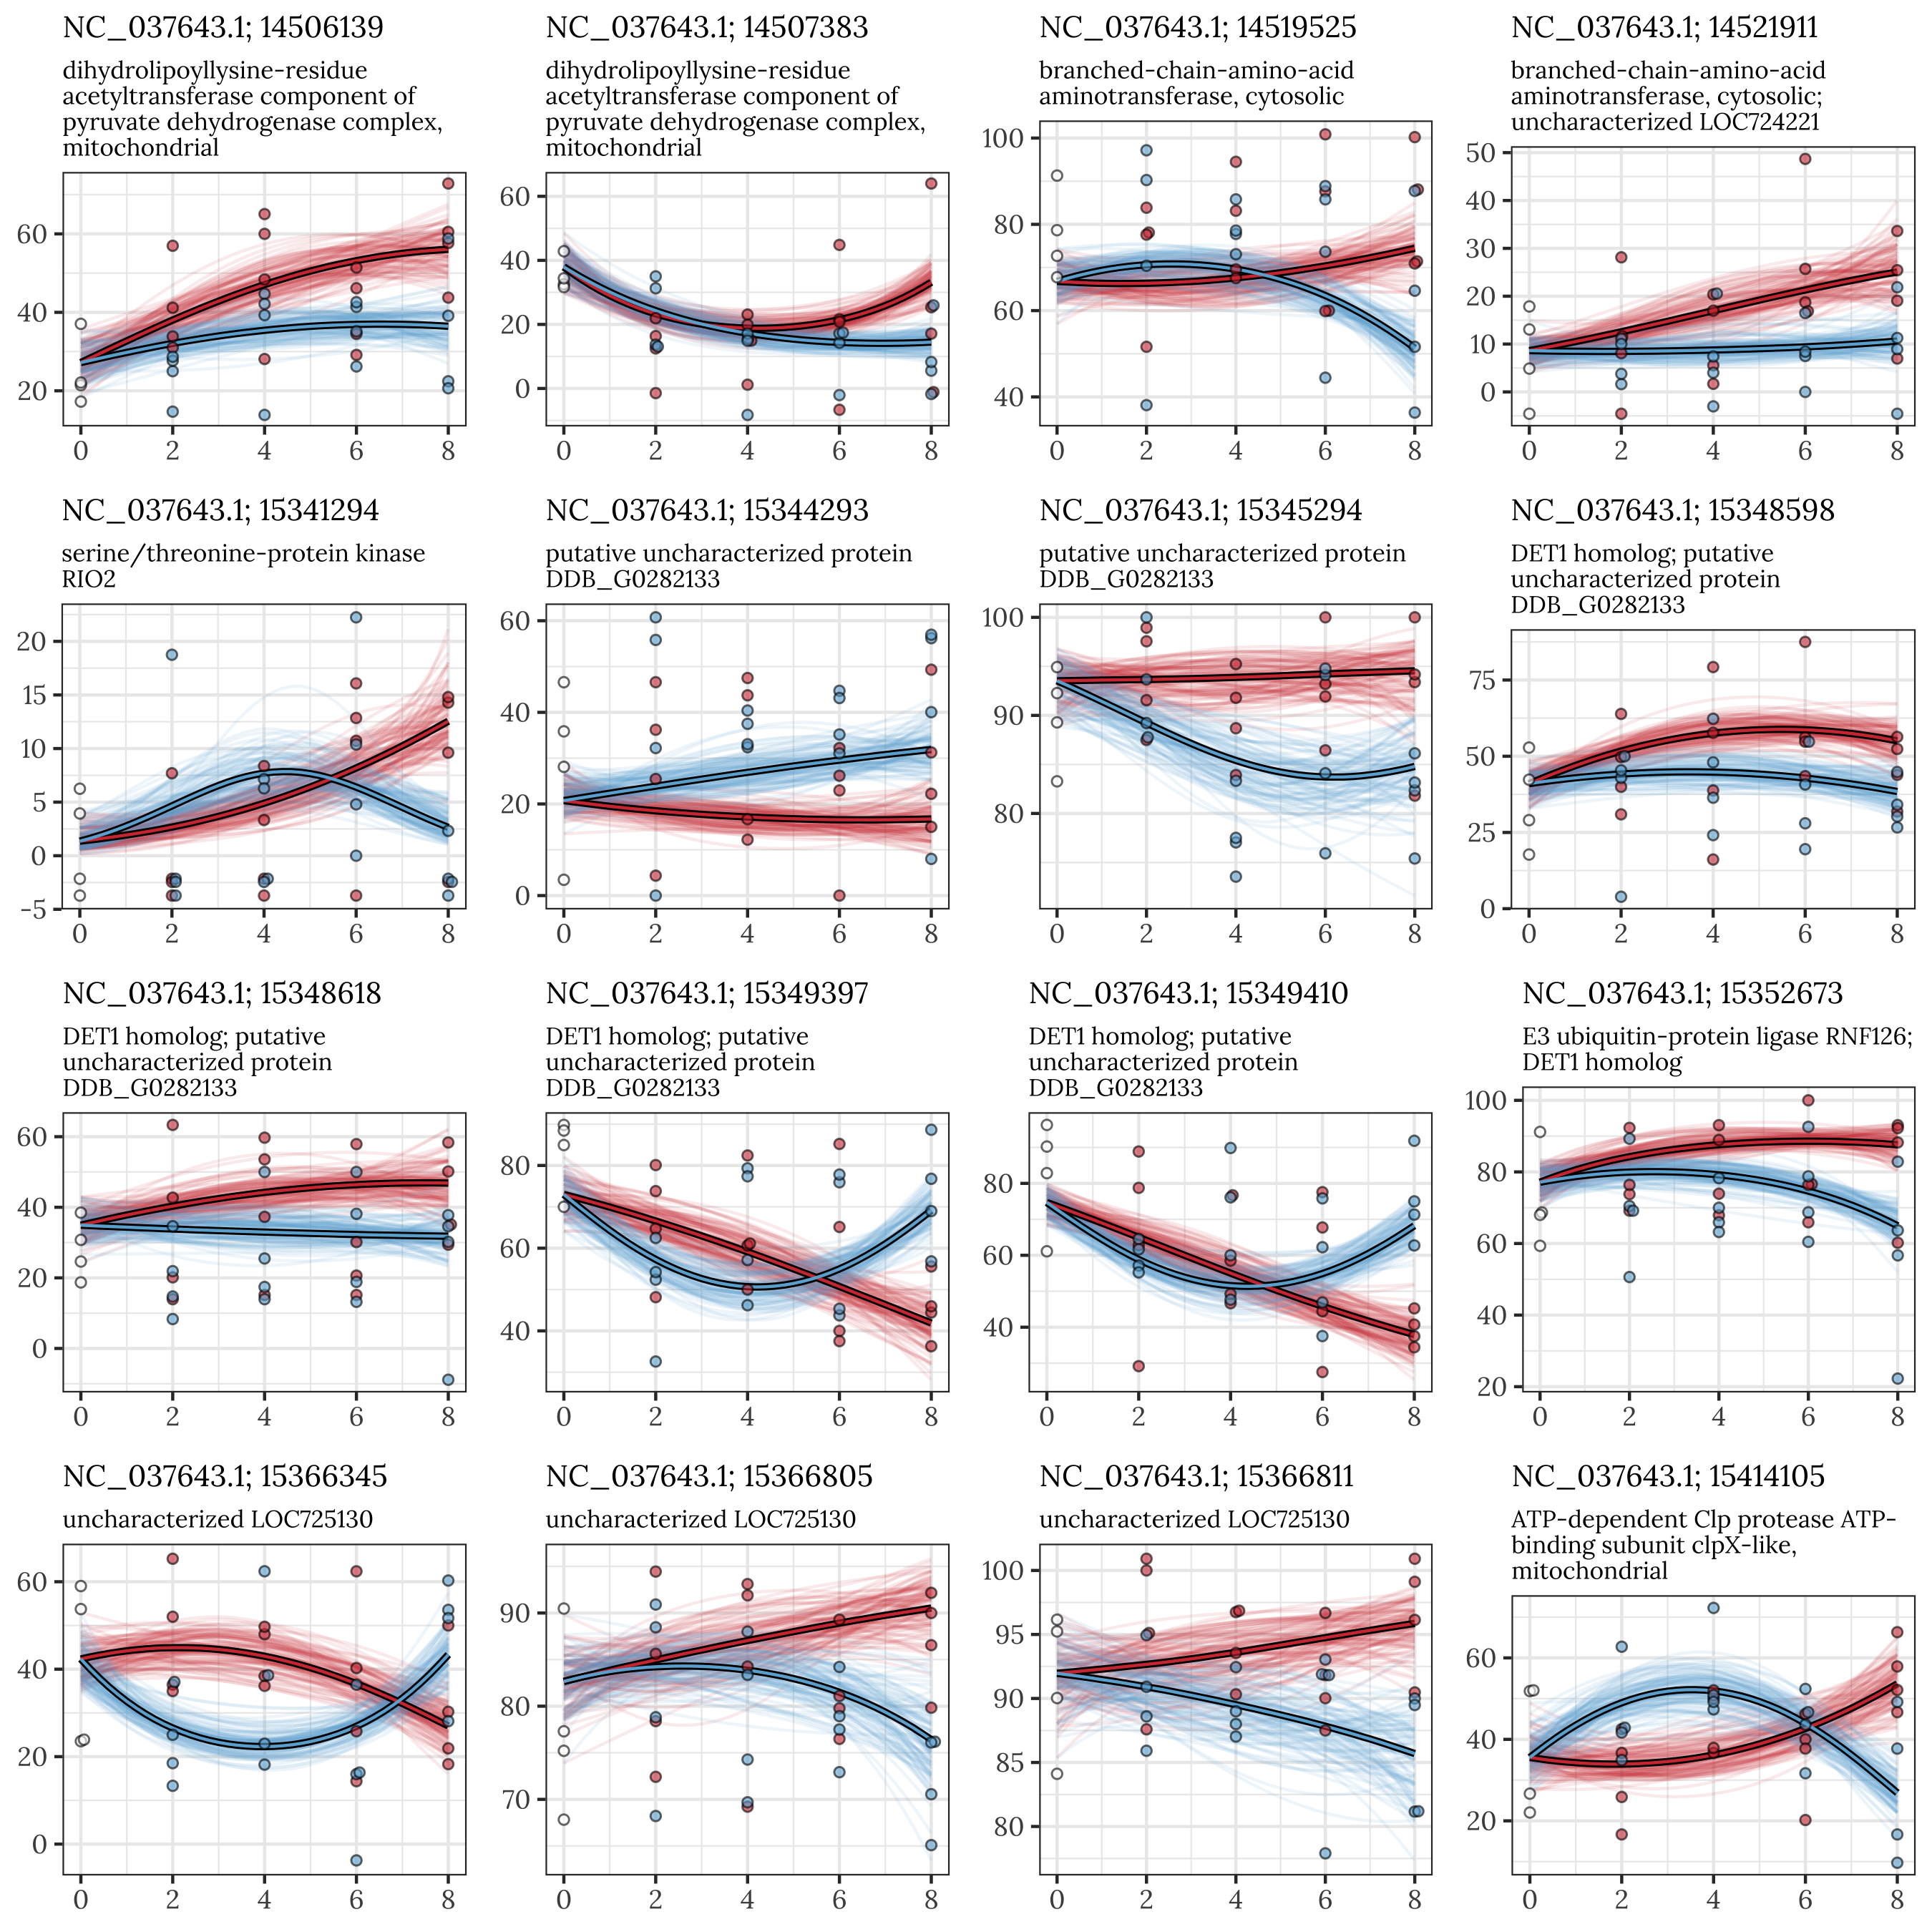 NC_037643.1; 14506139
dihydrolipoyllysine-residue
acetyltransferase component of
pyruvate dehydrogenase complex,
mitochondrial
60
40
20
0 2 4 6 8
NC_037643.1; 14507383
dihydrolipoyllysine-residue
acetyltransferase component of
pyruvate dehydrogenase complex,
mitochondrial
60
40
20
0
0 2 4 6 8
NC_037643.1; 14519525
branched-chain-amino-acid
aminotransferase, cytosolic
100
80
60
40
0 2 4 6 8
NC_037643.1; 14521911
branched-chain-amino-acid
aminotransferase, cytosolic;
uncharacterized LOC724221
50
40
30
20
10
0
0 2 4 6 8
NC_037643.1; 15341294
serine/threonine-protein kinase
RIO2
20
15
10
5
0
-5
0 2 4 6 8
NC_037643.1; 15344293
putative uncharacterized protein
DDB_G0282133
60
40
20
0
0 2 4 6 8
NC_037643.1; 15345294
putative uncharacterized protein
DDB_G0282133
100
90
80
0 2 4 6 8
NC_037643.1; 15348598
DET1 homolog; putative
uncharacterized protein
DDB_G0282133
75
50
25
0
0 2 4 6 8
NC_037643.1; 15348618
DET1 homolog; putative
uncharacterized protein
DDB_G0282133
60
40
20
0
0 2 4 6 8
NC_037643.1; 15349397
DET1 homolog; putative
uncharacterized protein
DDB_G0282133
80
60
40
0 2 4 6 8
NC_037643.1; 15349410
DET1 homolog; putative
uncharacterized protein
DDB_G0282133
80
60
40
0 2 4 6 8
NC_037643.1; 15352673
E3 ubiquitin-protein ligase RNF126;
DET1 homolog
100
80
60
40
20
0 2 4 6 8
NC_037643.1; 15366345
uncharacterized LOC725130
60
40
20
0
0 2 4 6 8
NC_037643.1; 15366805
uncharacterized LOC725130
90
80
70
0 2 4 6 8
NC_037643.1; 15366811
uncharacterized LOC725130
100
95
90
85
80
0 2 4 6 8
NC_037643.1; 15414105
ATP-dependent Clp protease ATP-
binding subunit clpX-like,
mitochondrial
60
40
20
0 2 4 6 8